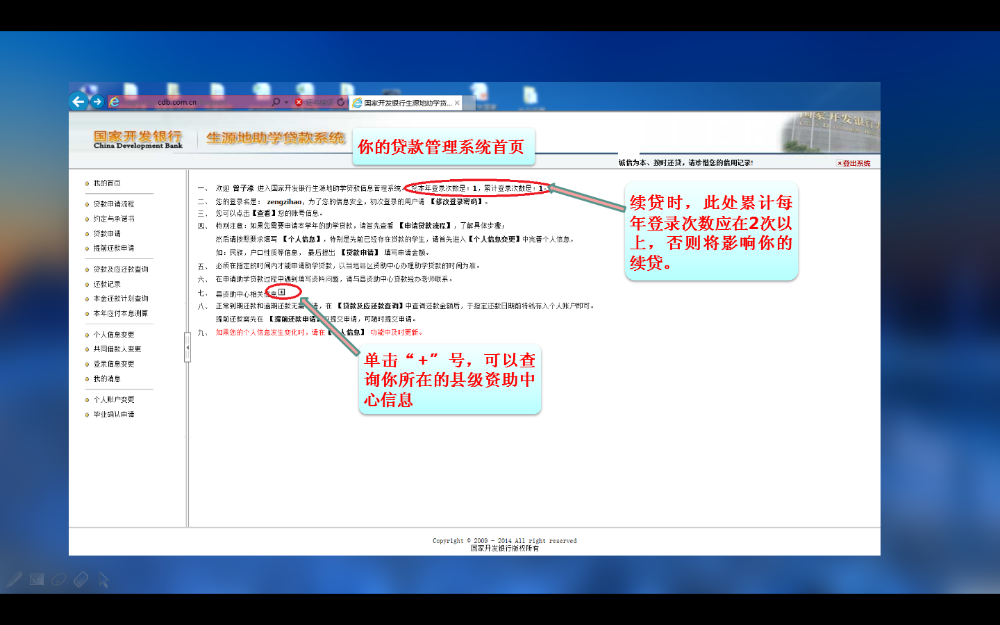 cdb.com.cn
证书错误
国家开发银行生源地助学贷...
国家开发银行
China Development Bank
生源地助学贷款系统
你的贷款管理系统首页
诚信为本、按时还贷，请珍惜您的信用记录!
登出系统
我的首页
贷款申请流程
约定与承诺书
贷款申请
提前还款申请
贷款及应还款查询
还款记录
本金还款计划查询
本年应付本息测算
个人信息变更
共同借款人变更
登录信息变更
我的消息
个人账户变更
毕业确认申请
一、 欢迎 曾子濠 进入国家开发银行生源地助学贷款信息管理系统。 您本年登录次数是：1，累计登录次数是：1。
二、 您的登录名是： zengzihao，为了您的信息安全，初次登录的用户请 【修改登录密码】。
三、 您可以点击【查看】您的账号信息。
四、 特别注意：如果您需要申请本学年的助学贷款，请首先查看 【申请贷款流程】，了解具体步骤；
然后请按照要求填写 【个人信息】，特别是先前已经存在贷款的学生，请首先进入【个人信息变更】中完善个人信息，
如：民族，户口性质等信息， 最后提出 【贷款申请】 填写申请金额。
五、 必须在指定的时间内才能申请助学贷款，以当地县区资助中心办理助学贷款的时间为准。
六、 在申请助学贷款过程中遇到填写资料问题，请与县资助中心贷款经办老师联系。
七、 县资助中心相关信息
八、 正常到期还款和逾期还款无需 请，在 【贷款及应还款查询】中查询还款金额后，于指定还款日期前将钱存入个人账户即可。
提前还款需先在 【提前还款申请】 提交申请，可随时提交申请。
九、 如果您的个人信息发生变化时，请在【 人信息】 功能中及时更新。
续贷时，此处累计每
年登录次数应在2次以
上，否则将影响你的
续贷。
单击“+”号，可以查
询你所在的县级资助中
心信息
Copyright © 2009 - 2014 All right reserved
国家开发银行版权所有